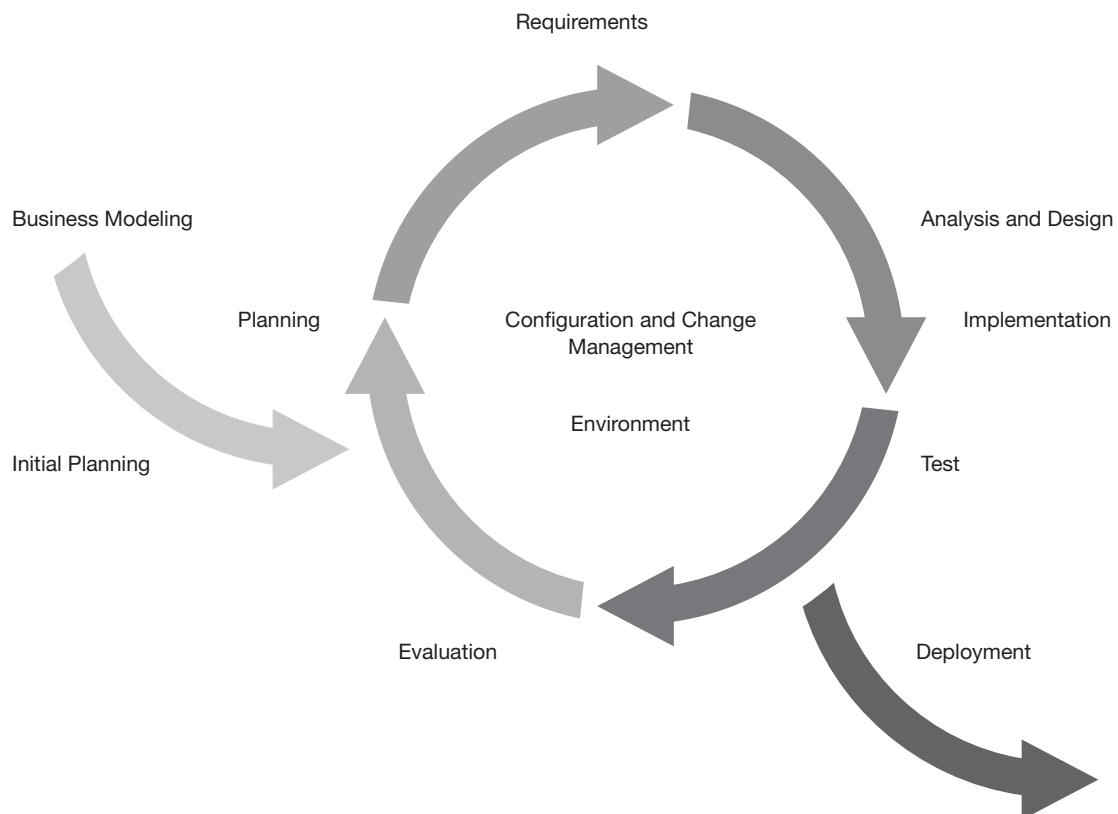 Requirements
Business Modeling
Analysis and Design
Planning
Configuration and Change
Management
Implementation
Environment
Initial Planning
Test
Evaluation
Deployment